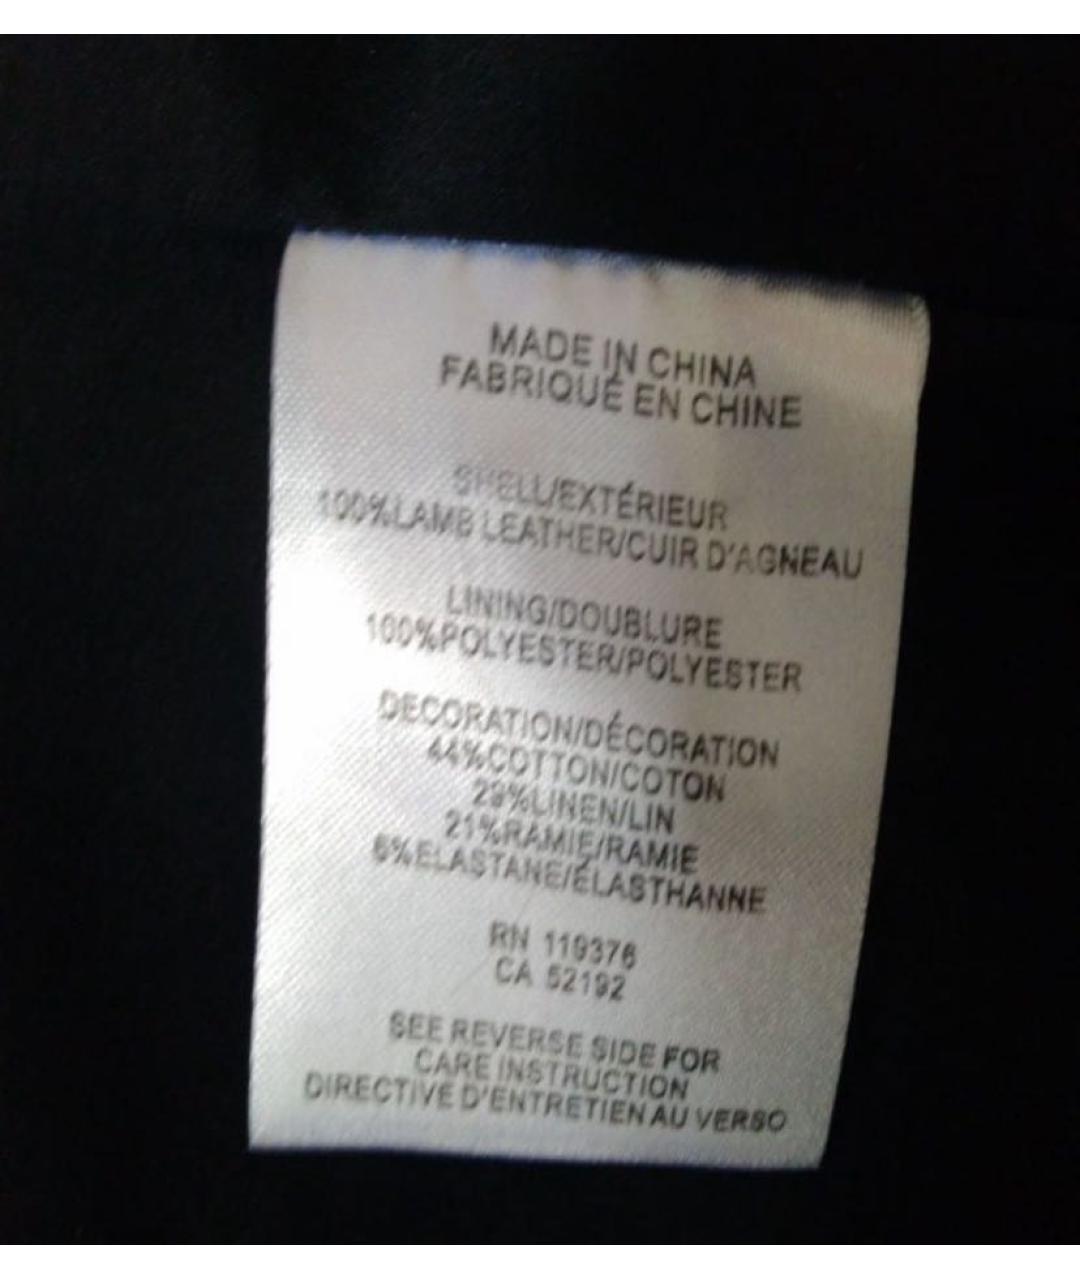 MADE IN CHINA
FABRIQUÉ EN CHINE
SHELL/EXTÉRIEUR
100%LAMB LEATHER/CUIR D'AGNEAU
LINING/DOUBLURE
100%POLYESTER/POLYESTER
DECORATION/DÉCORATION
44%COTTON/COTON
29%LINEN/LIN
21%RAMIE/RAMIE
6%ELASTANE/ÉLASTHANNE
RN 119376
CA 52192
SEE REVERSE SIDE FOR
CARE INSTRUCTION
DIRECTIVE D'ENTRETIEN AU VERSO